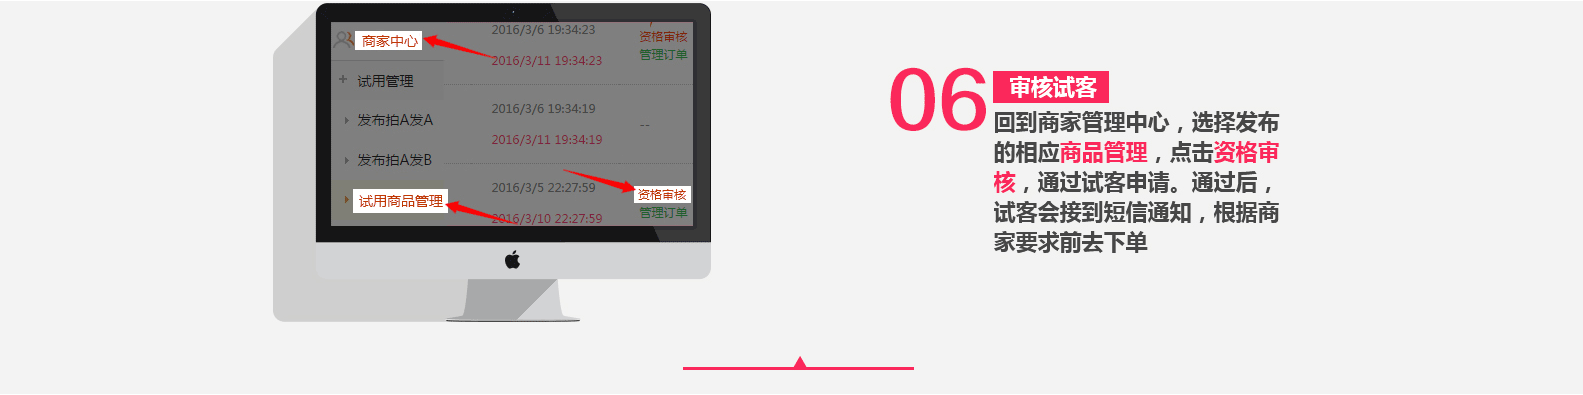 商家中心
试用管理
发布拍A发A
发布拍A发B
试用商品管理
2016/3/6 19:34:23
2016/3/11 19:34:23
2016/3/6 19:34:19
2016/3/11 19:34:19
2016/3/5 22:27:59
2016/3/10 22:27:59
资格审核
管理订单
--
资格审核
管理订单
06
审核试客
回到商家管理中心，选择发布
的相应商品管理，点击资格审
核，通过试客申请。通过后，
试客会接到短信通知，根据商
家要求前去下单